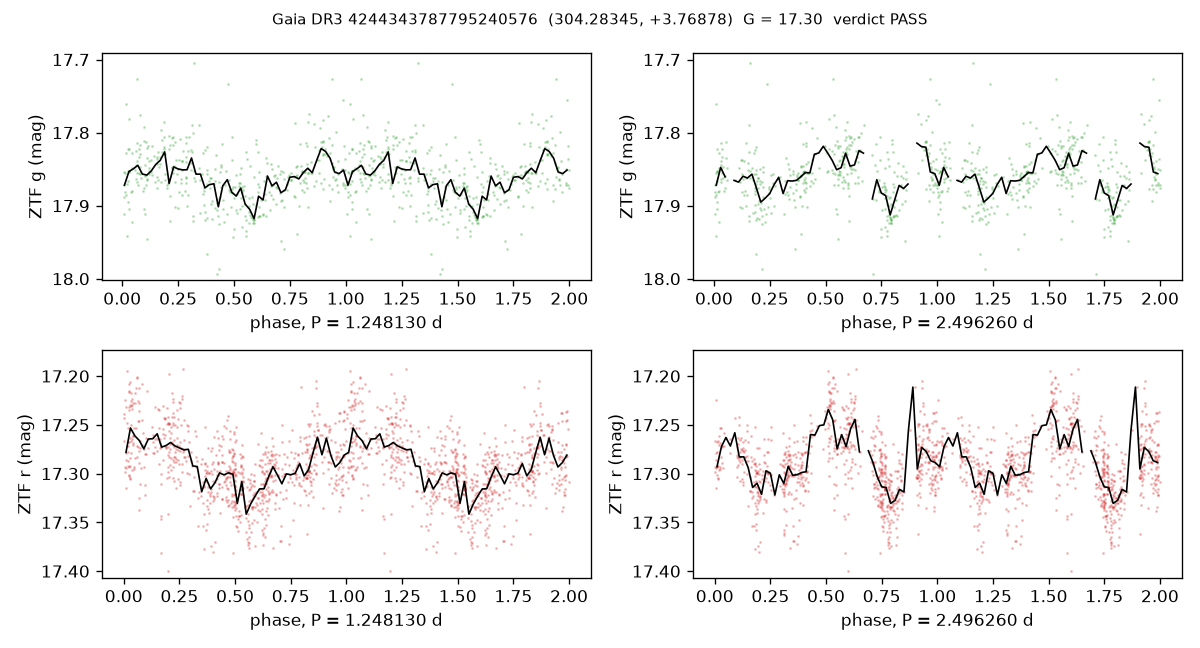 Gaia DR3 4244343787795240576  (304.28345, +3.76878)  G = 17.30  verdict PASS
17.7
17.8
17.9
18.0
ZTF g (mag)
0.00 0.25 0.50 0.75 1.00 1.25 1.50 1.75 2.00
phase, P = 1.248130 d
17.7
17.8
17.9
18.0
ZTF g (mag)
0.00 0.25 0.50 0.75 1.00 1.25 1.50 1.75 2.00
phase, P = 2.496260 d
17.20
17.25
17.30
17.35
17.40
ZTF r (mag)
0.00 0.25 0.50 0.75 1.00 1.25 1.50 1.75 2.00
phase, P = 1.248130 d
17.20
17.25
17.30
17.35
17.40
ZTF r (mag)
0.00 0.25 0.50 0.75 1.00 1.25 1.50 1.75 2.00
phase, P = 2.496260 d